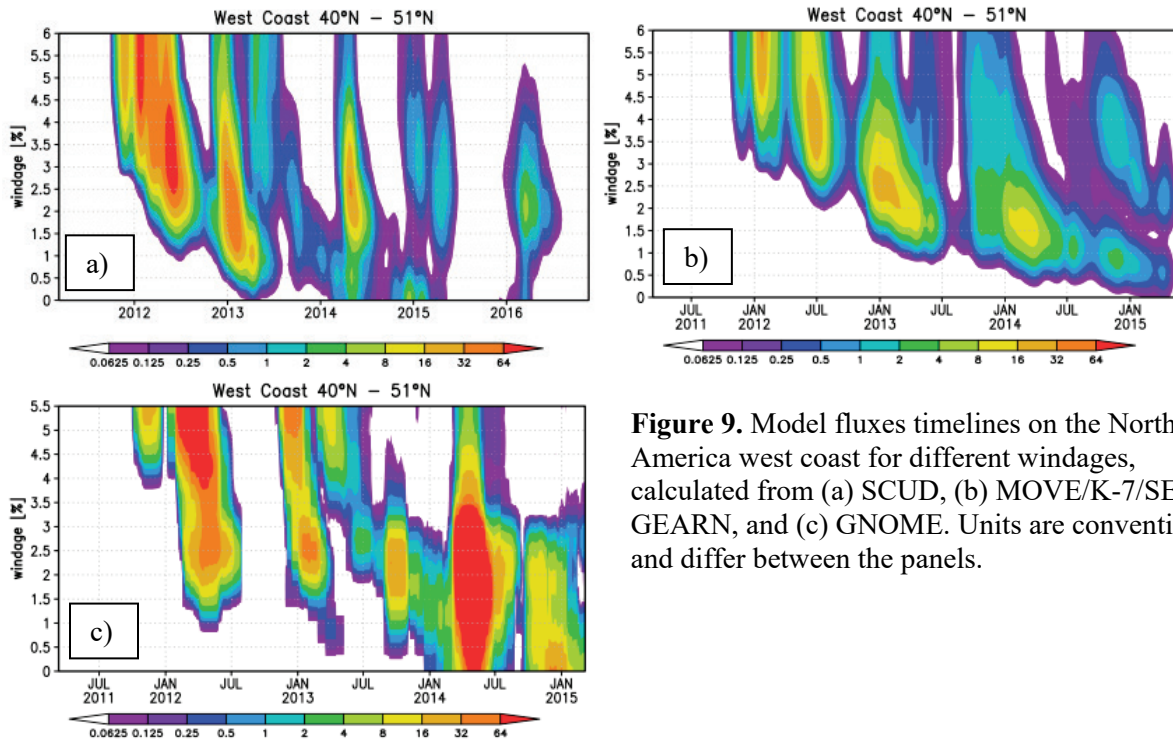 West Coast 40°N – 51°N
windage [%]
6
5.5
5
4.5
4
3.5
3
2.5
2
1.5
1
0.5
0
a)
2012 2013 2014 2015 2016
0.0625 0.125 0.25 0.5 1 2 4 8 16 32 64
West Coast 40°N – 51°N
windage [%]
6
5.5
5
4.5
4
3.5
3
2.5
2
1.5
1
0.5
0
b)
JUL JAN JUL JAN JUL JAN JUL JAN
2011 2012 2013 2014 2015
0.0625 0.125 0.25 0.5 1 2 4 8 16 32 64
West Coast 40°N – 51°N
windage [%]
5.5
5
4.5
4
3.5
3
2.5
2
1.5
1
0.5
0
c)
JUL JAN JUL JAN JUL JAN JUL JAN
2011 2012 2013 2014 2015
0.0625 0.125 0.25 0.5 1 2 4 8 16 32 64
Figure 9. Model fluxes timelines on the North
America west coast for different windages,
calculated from (a) SCUD, (b) MOVE/K-7/SE
GEARN, and (c) GNOME. Units are conventi
and differ between the panels.